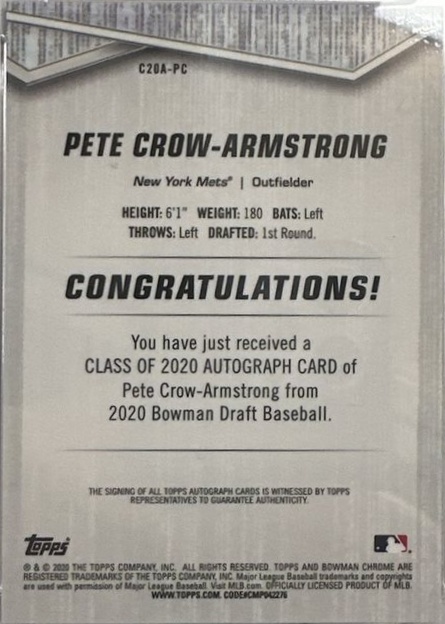 C20A-PC
PETE CROW-ARMSTRONG
New York Mets® | Outfielder
HEIGHT: 6'1" WEIGHT: 180 BATS: Left
THROWS: Left DRAFTED: 1st Round.
CONGRATULATIONS!
You have just received a
CLASS OF 2020 AUTOGRAPH CARD of
Pete Crow-Armstrong from
2020 Bowman Draft Baseball.
THE SIGNING OF ALL TOPPS AUTOGRAPH CARDS IS WITNESSED BY TOPPS
REPRESENTATIVES TO GUARANTEE AUTHENTICITY.
Topps®
® & © 2020 THE TOPPS COMPANY, INC. ALL RIGHTS RESERVED. TOPPS AND BOWMAN CHROME ARE
REGISTERED TRADEMARKS OF THE TOPPS COMPANY, INC. Major League Baseball trademarks and copyrights
are used with permission of Major League Baseball. Visit MLB.com. OFFICIALLY LICENSED PRODUCT OF MLB.
WWW.TOPPS.COM. CODE#CMP042276